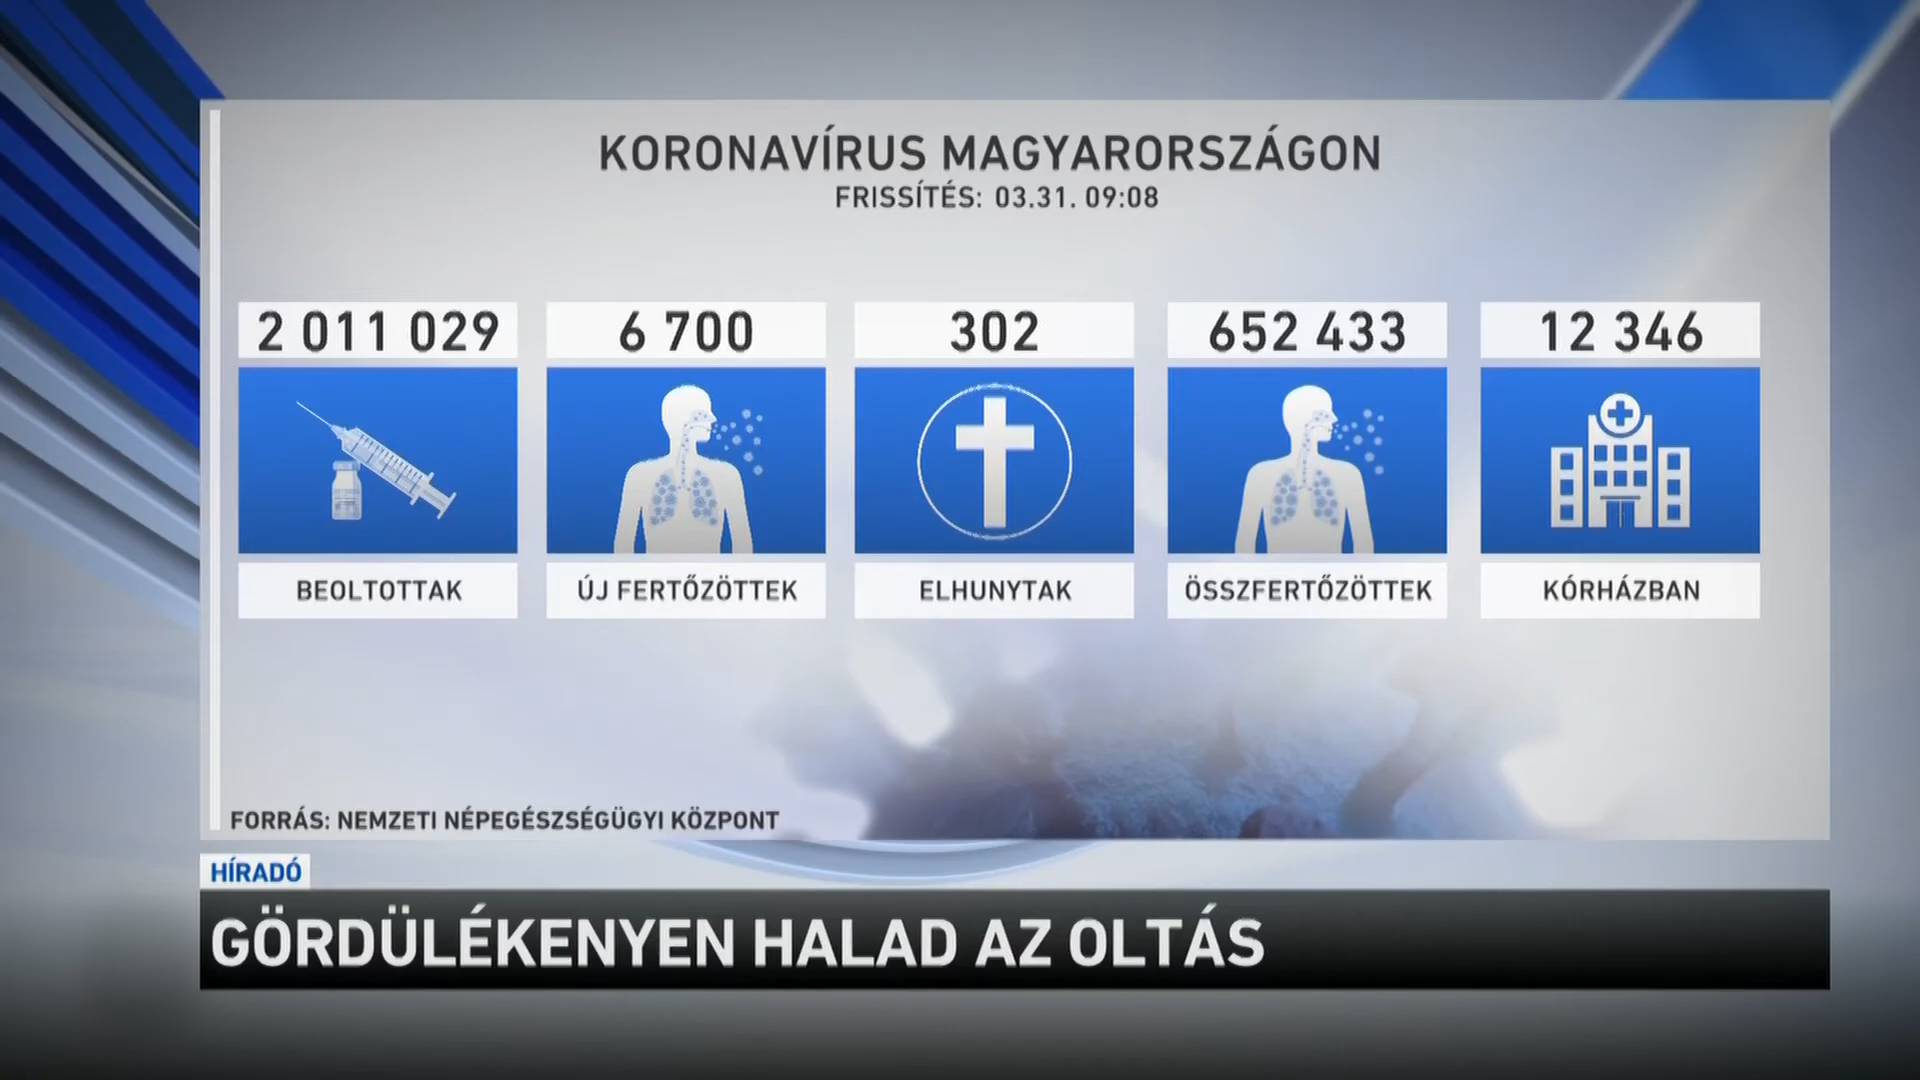 KORONAVÍRUS MAGYARORSZÁGON
FRISSÍTÉS: 03.31. 09:08
2 011 029
BEOLTOTTAK
6 700
ÚJ FERTŐZÖTTEK
302
ELHUNYTAK
652 433
ÖSSZFERTŐZÖTTEK
12 346
KÓRHÁZBAN
FORRÁS: NEMZETI NÉPEGÉSZSÉGÜGYI KÖZPONT
HÍRADÓ
GÖRDÜLÉKENYEN HALAD AZ OLTÁS